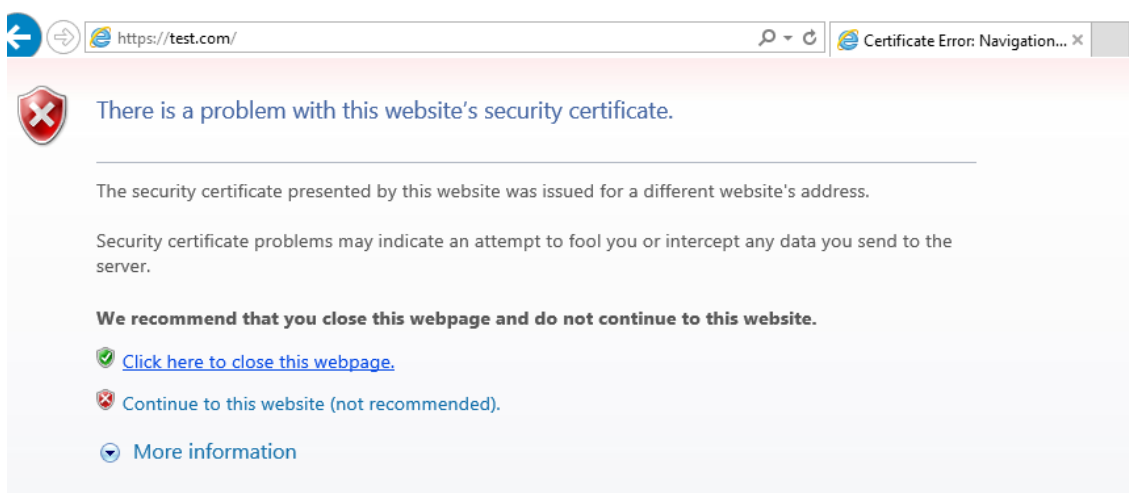 https://test.com/
Certificate Error: Navigation...
There is a problem with this website's security certificate.
The security certificate presented by this website was issued for a different website's address.
Security certificate problems may indicate an attempt to fool you or intercept any data you send to the
server.
We recommend that you close this webpage and do not continue to this website.
Click here to close this webpage.
Continue to this website (not recommended).
More information